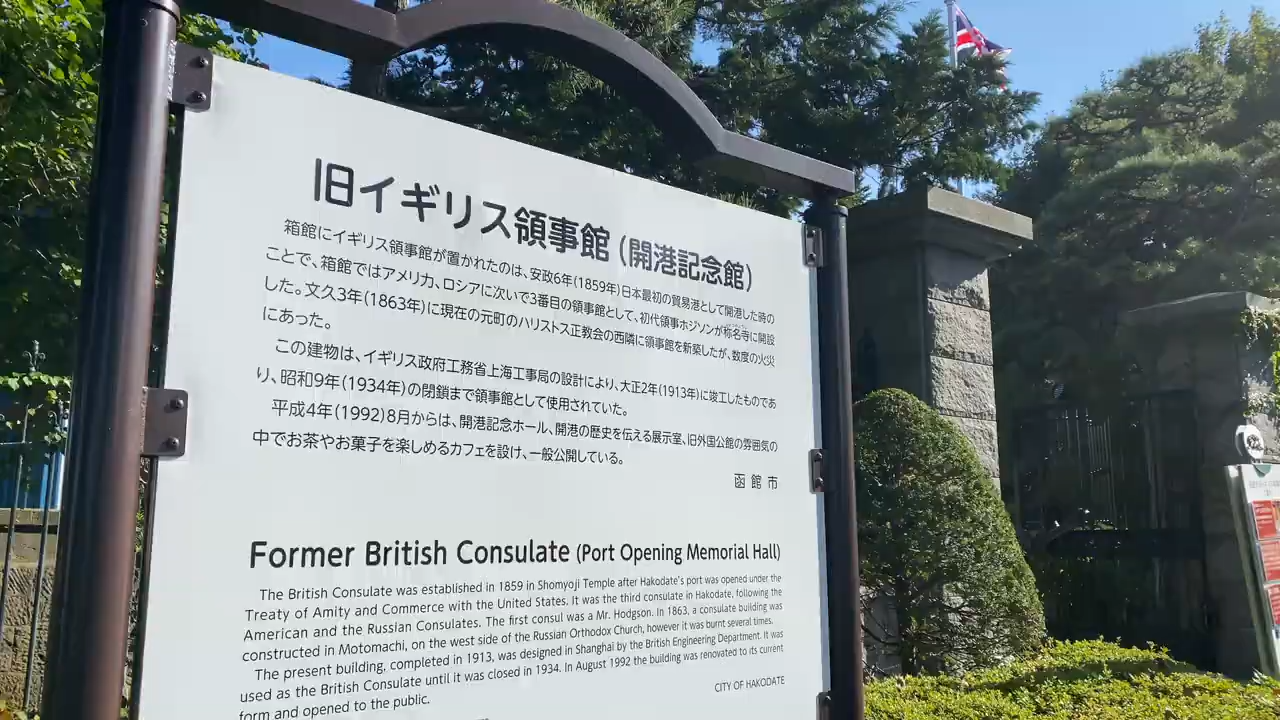 旧イギリス領事館(開港記念館)
箱館にイギリス領事館が置かれたのは、安政6年(1859年)日本最初の貿易港として開港した時の
ことで、箱館ではアメリカ、ロシアに次いで3番目の領事館として、初代領事ホジソンが称名寺に開設
した。文久3年(1863年)に現在の元町のハリストス正教会の西隣に領事館を新築したが、数度の火災
にあった。
この建物は、イギリス政府工務省上海工事局の設計により、大正2年(1913年)に竣工したものであ
り、昭和9年(1934年)の閉鎖まで領事館として使用されていた。
平成4年(1992)8月からは、開港記念ホール、開港の歴史を伝える展示室、旧外国公館の雰囲気の
中でお茶やお菓子を楽しめるカフェを設け、一般公開している。
函館市
Former British Consulate (Port Opening Memorial Hall)
The British Consulate was established in 1859 in Shomyoji Temple after Hakodate's port was opened under the
Treaty of Amity and Commerce with the United States. It was the third consulate in Hakodate, following the
American and the Russian Consulates. The first consul was a Mr. Hodgson. In 1863, a consulate building was
constructed in Motomachi, on the west side of the Russian Orthodox Church, however it was burnt several times.
The present building, completed in 1913, was designed in Shanghai by the British Engineering Department. It was
used as the British Consulate until it was closed in 1934. In August 1992 the building was renovated to its current
form and opened to the public.
CITY OF HAKODATE